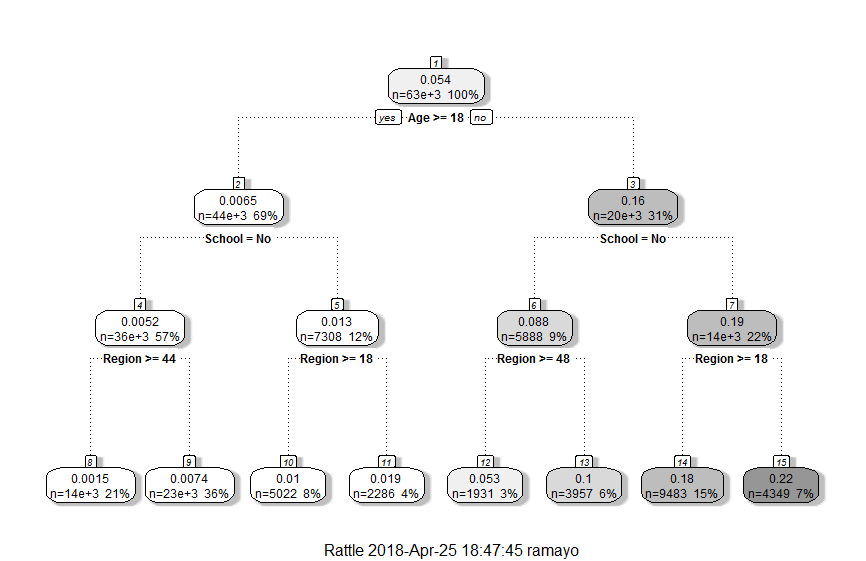 1
0.054
n=63e+3 100%
yes Age >= 18 no
2 3
0.0065 0.16
n=44e+3 69% n=20e+3 31%
School = No School = No
4 5 6 7
0.0052 0.013 0.088 0.19
n=36e+3 57% n=7308 12% n=5888 9% n=14e+3 22%
Region >= 44 Region >= 18 Region >= 48 Region >= 18
8 9 10 11 12 13 14 15
0.0015 0.0074 0.01 0.019 0.053 0.1 0.18 0.22
n=14e+3 21% n=23e+3 36% n=5022 8% n=2286 4% n=1931 3% n=3957 6% n=9483 15% n=4349 7%
Rattle 2018-Apr-25 18:47:45 ramayo